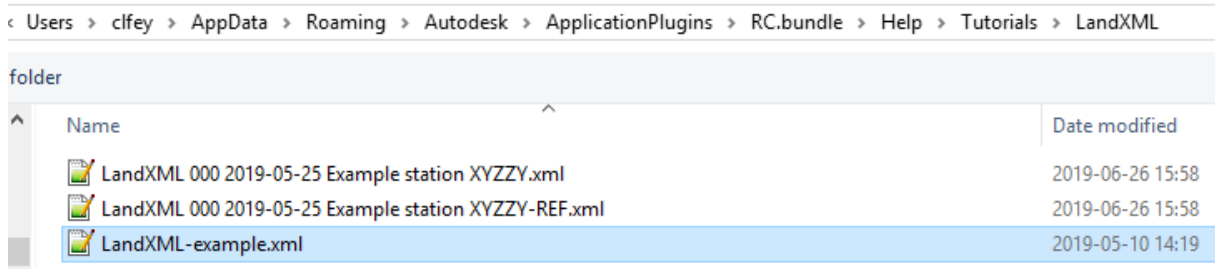 Users > clfey > AppData > Roaming > Autodesk > ApplicationPlugins > RC.bundle > Help > Tutorials > LandXML
folder
Name Date modified
LandXML 000 2019-05-25 Example station XYZZY.xml 2019-06-26 15:58
LandXML 000 2019-05-25 Example station XYZZY-REF.xml 2019-06-26 15:58
LandXML-example.xml 2019-05-10 14:19